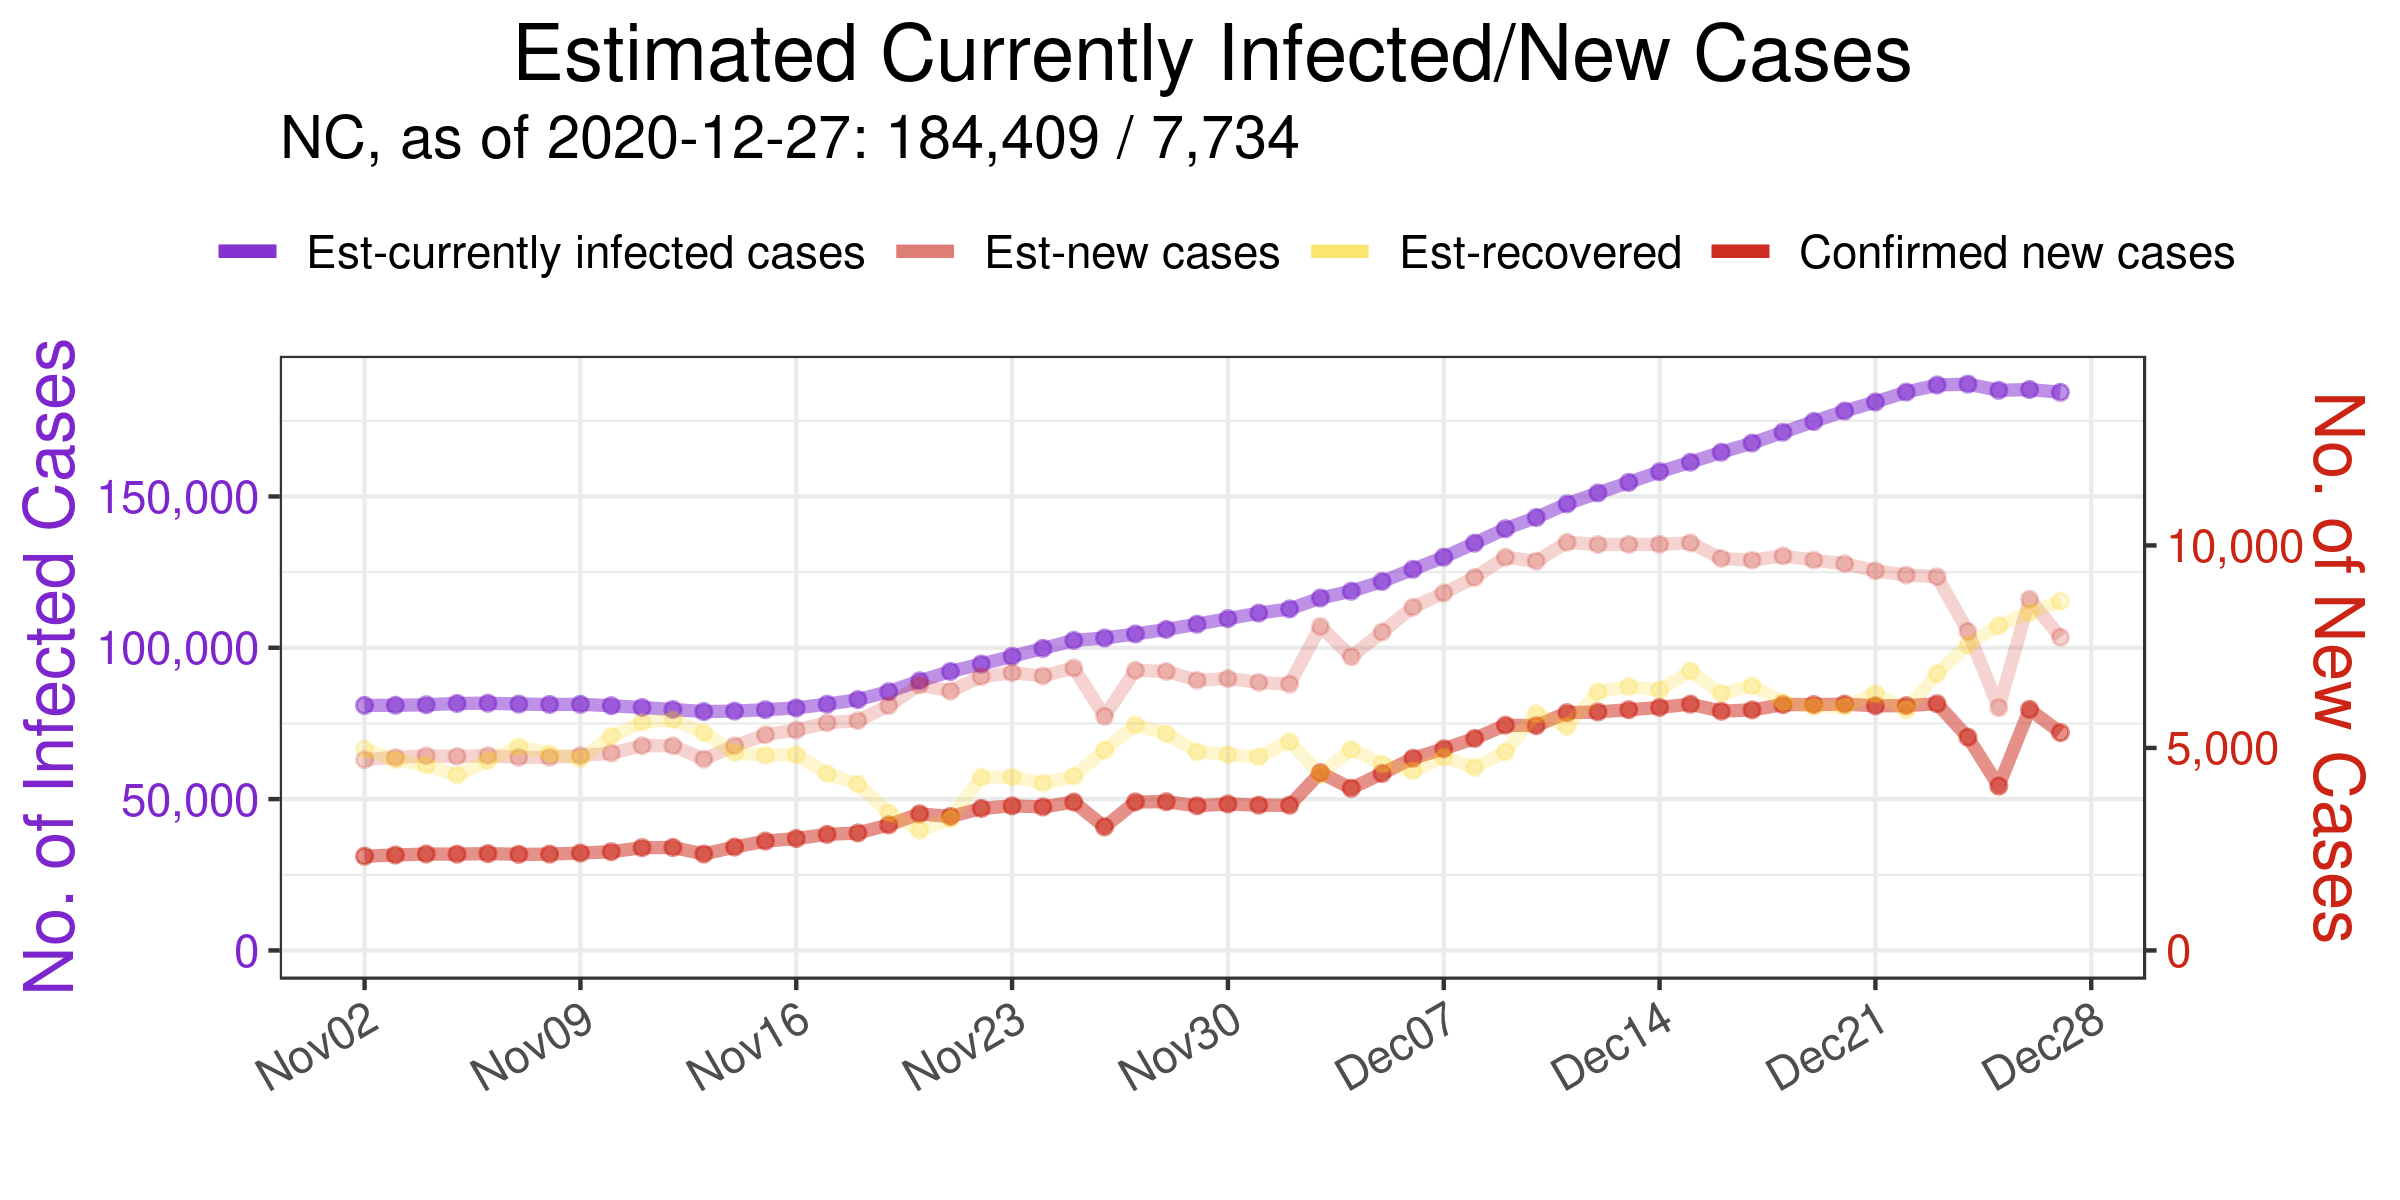 Estimated Currently Infected/New Cases
NC, as of 2020-12-27: 184,409 / 7,734
Est-currently infected cases
Est-new cases
Est-recovered
Confirmed new cases
No. of Infected Cases
150,000
100,000
50,000
0
10,000
5,000
0
No. of New Cases
Nov02
Nov09
Nov16
Nov23
Nov30
Dec07
Dec14
Dec21
Dec28